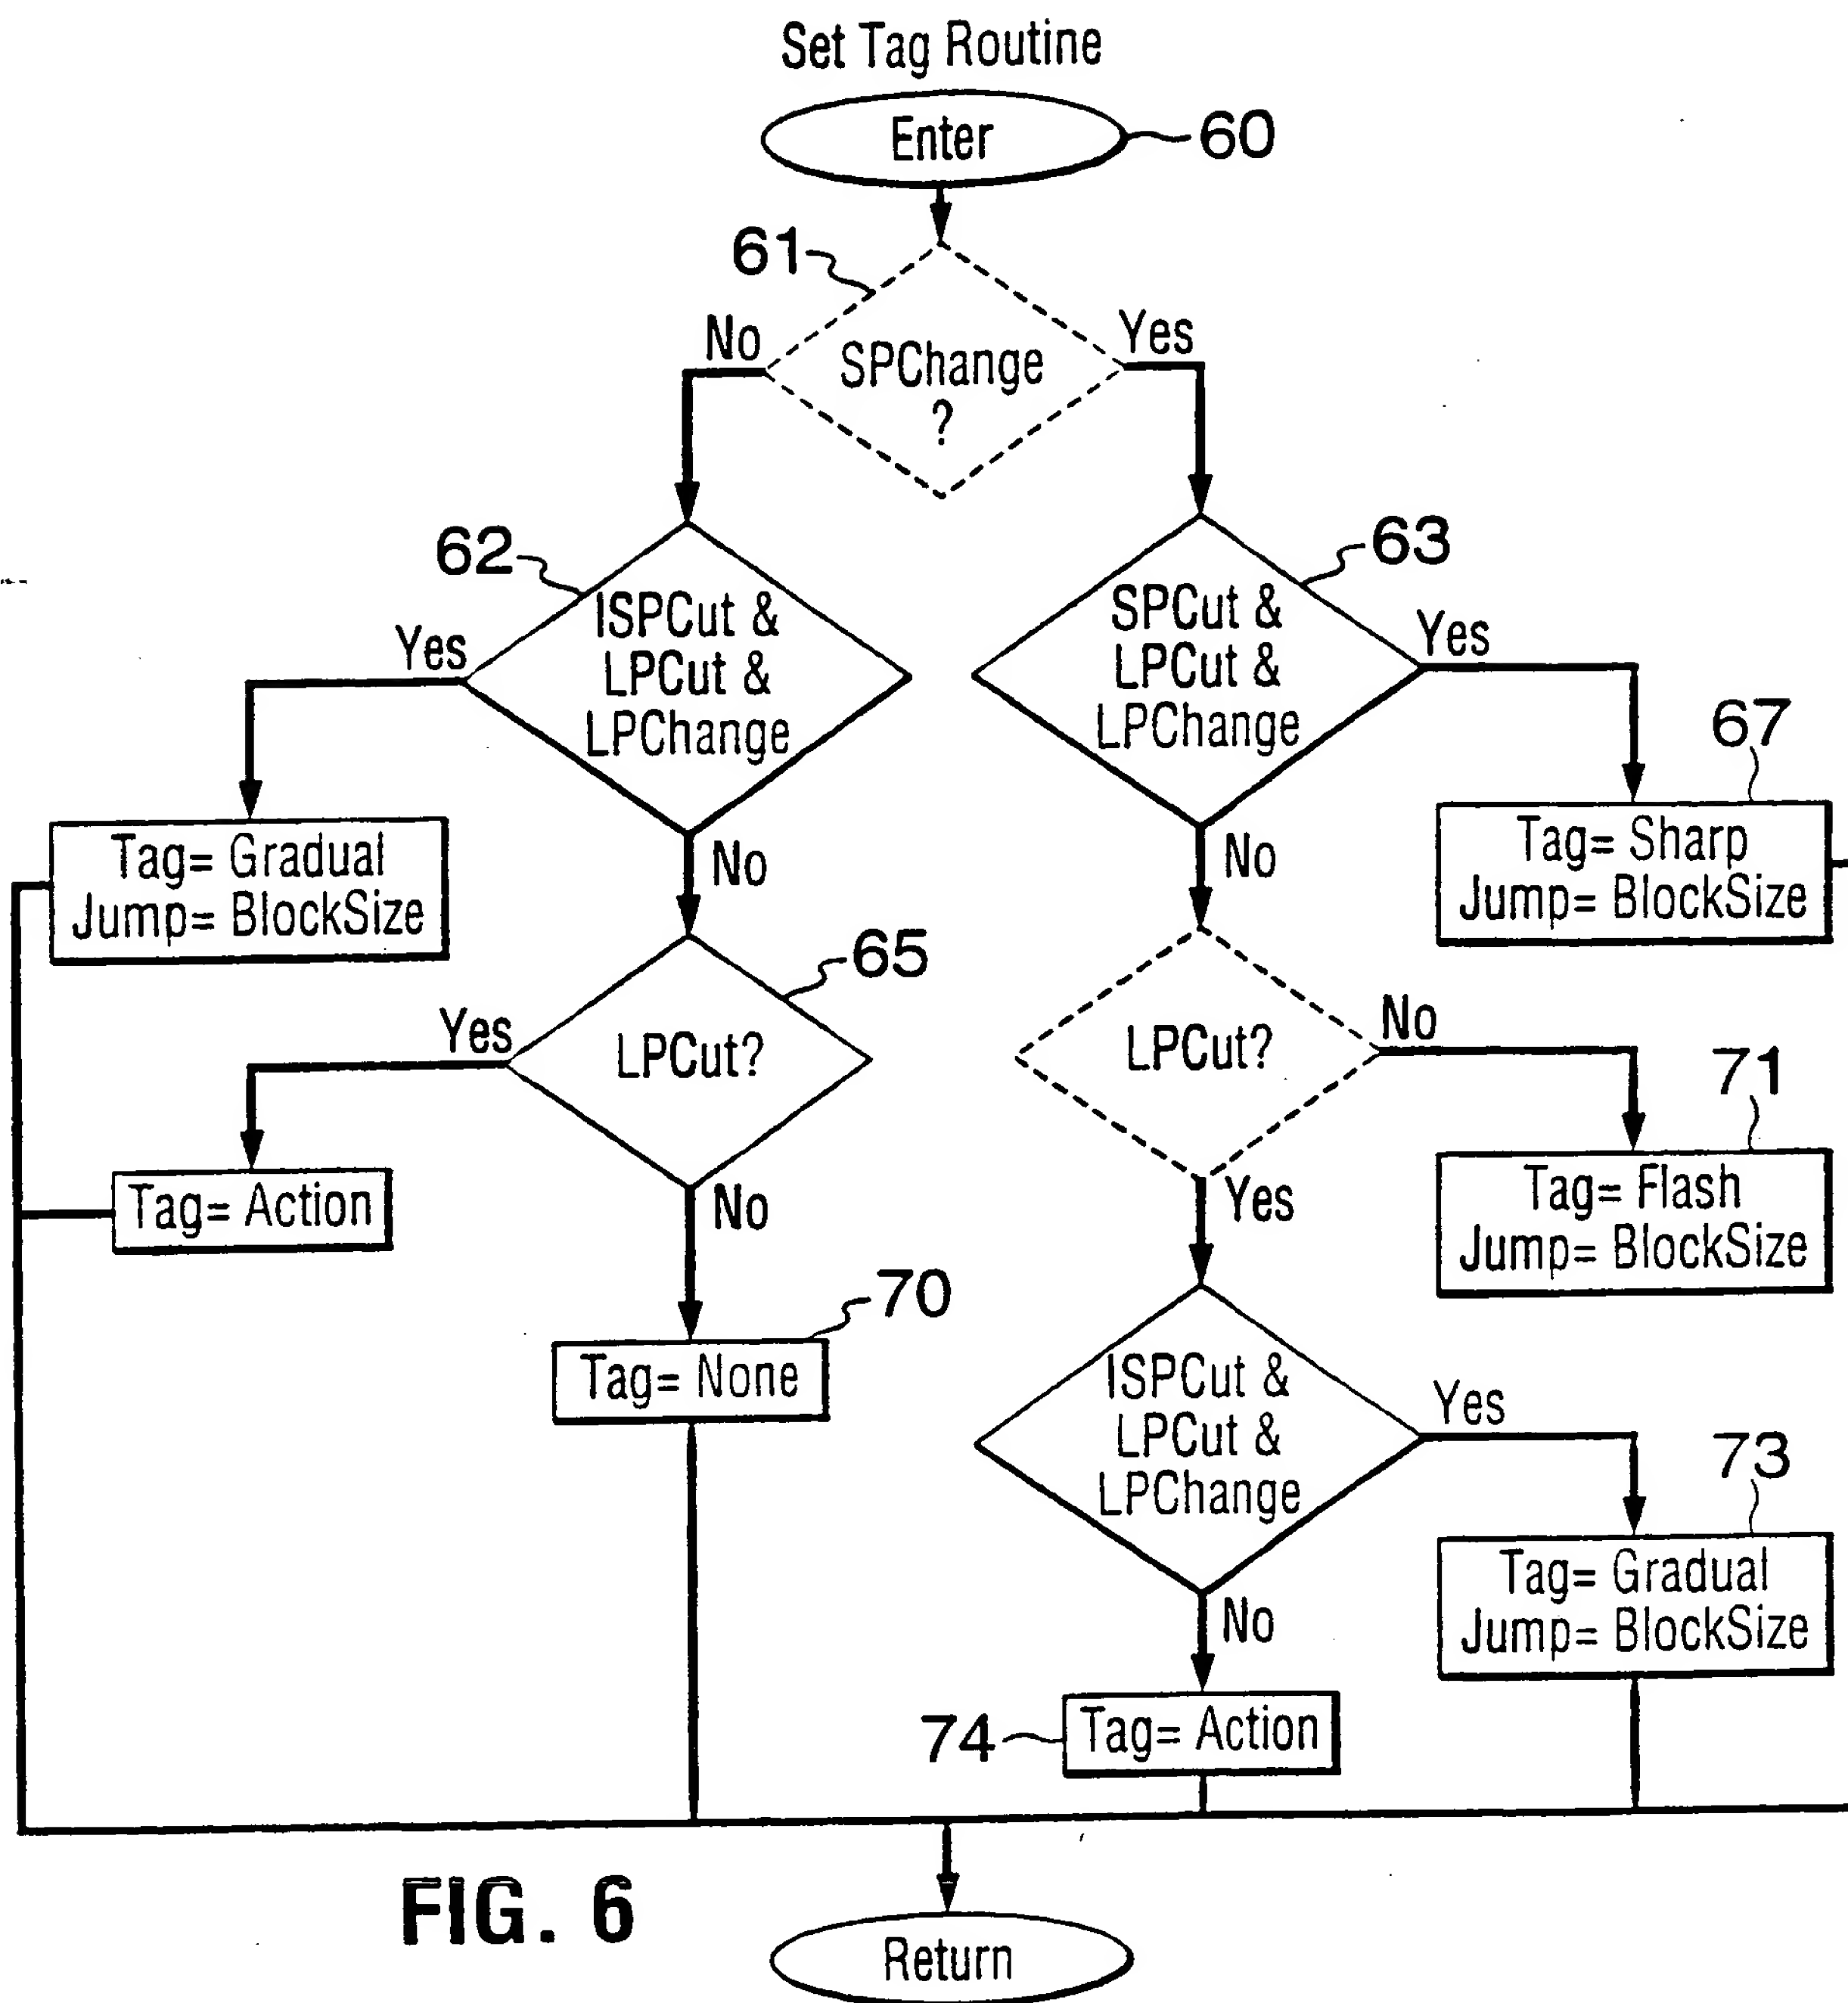 Set Tag Routine
Enter
60
61
No
Yes
SPChange
?
62
63
ISPCut &
LPCut &
LPChange
Yes
SPCut &
LPCut &
LPChange
Yes
67
Tag= Gradual
Jump= BlockSize
No
No
Tag= Sharp
Jump= BlockSize
65
Yes
LPCut?
LPCut?
No
71
Tag= Action
No
Yes
Tag= Flash
Jump= BlockSize
70
Tag= None
ISPCut &
LPCut &
LPChange
Yes
73
Tag= Gradual
Jump= BlockSize
No
74
Tag= Action
FIG. 6
Return